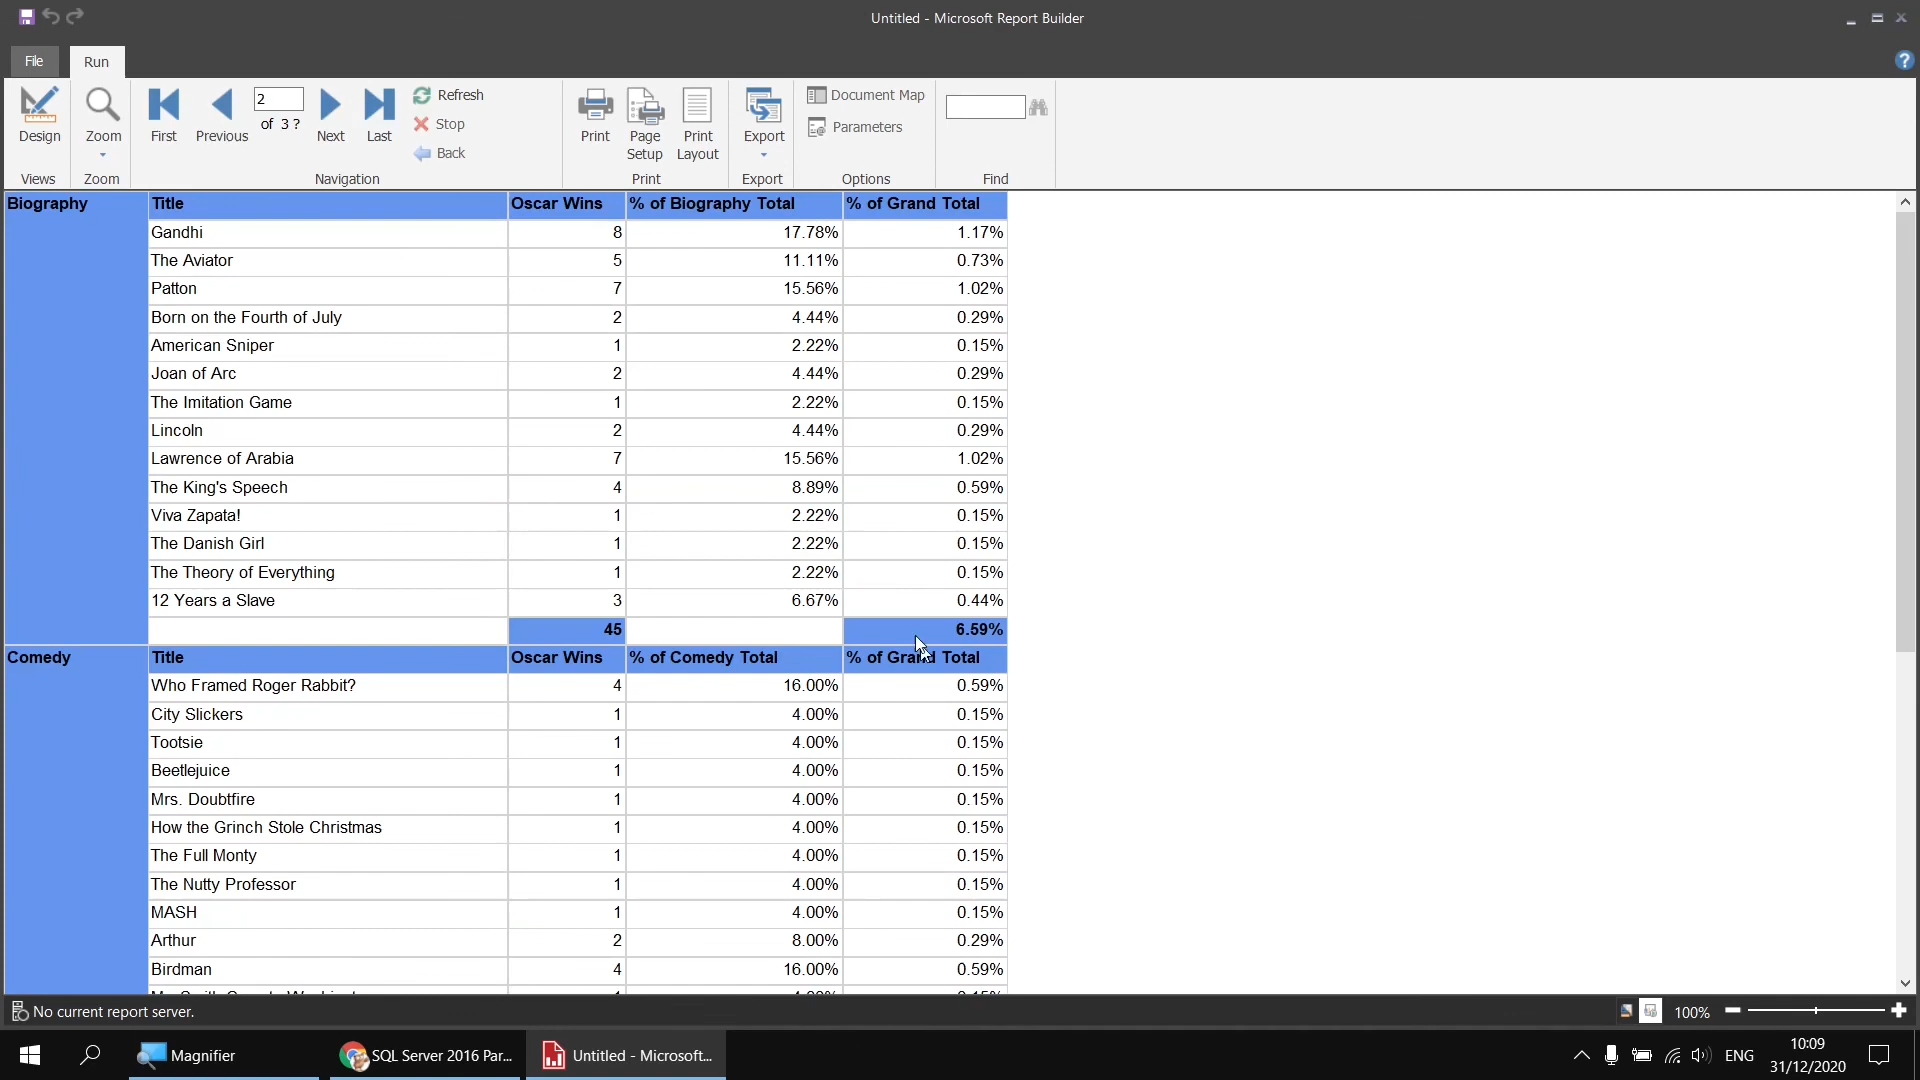 Untitled - Microsoft Report Builder
File Run
Design
Zoom
First
Previous
2
of 3 ?
Next
Last
Refresh
Stop
Back
Print
Page Setup
Print Layout
Export
Document Map
Parameters
Views Zoom Navigation Print Export Options Find
Biography Title Oscar Wins % of Biography Total % of Grand Total
Gandhi 8 17.78% 1.17%
The Aviator 5 11.11% 0.73%
Patton 7 15.56% 1.02%
Born on the Fourth of July 2 4.44% 0.29%
American Sniper 1 2.22% 0.15%
Joan of Arc 2 4.44% 0.29%
The Imitation Game 1 2.22% 0.15%
Lincoln 2 4.44% 0.29%
Lawrence of Arabia 7 15.56% 1.02%
The King's Speech 4 8.89% 0.59%
Viva Zapata! 1 2.22% 0.15%
The Danish Girl 1 2.22% 0.15%
The Theory of Everything 1 2.22% 0.15%
12 Years a Slave 3 6.67% 0.44%
45 6.59%
Comedy Title Oscar Wins % of Comedy Total % of Grand Total
Who Framed Roger Rabbit? 4 16.00% 0.59%
City Slickers 1 4.00% 0.15%
Tootsie 1 4.00% 0.15%
Beetlejuice 1 4.00% 0.15%
Mrs. Doubtfire 1 4.00% 0.15%
How the Grinch Stole Christmas 1 4.00% 0.15%
The Full Monty 1 4.00% 0.15%
The Nutty Professor 1 4.00% 0.15%
MASH 1 4.00% 0.15%
Arthur 2 8.00% 0.29%
Birdman 4 16.00% 0.59%
No current report server. 100%
Magnifier SQL Server 2016 Par... Untitled - Microsoft... ENG
10:09
31/12/2020